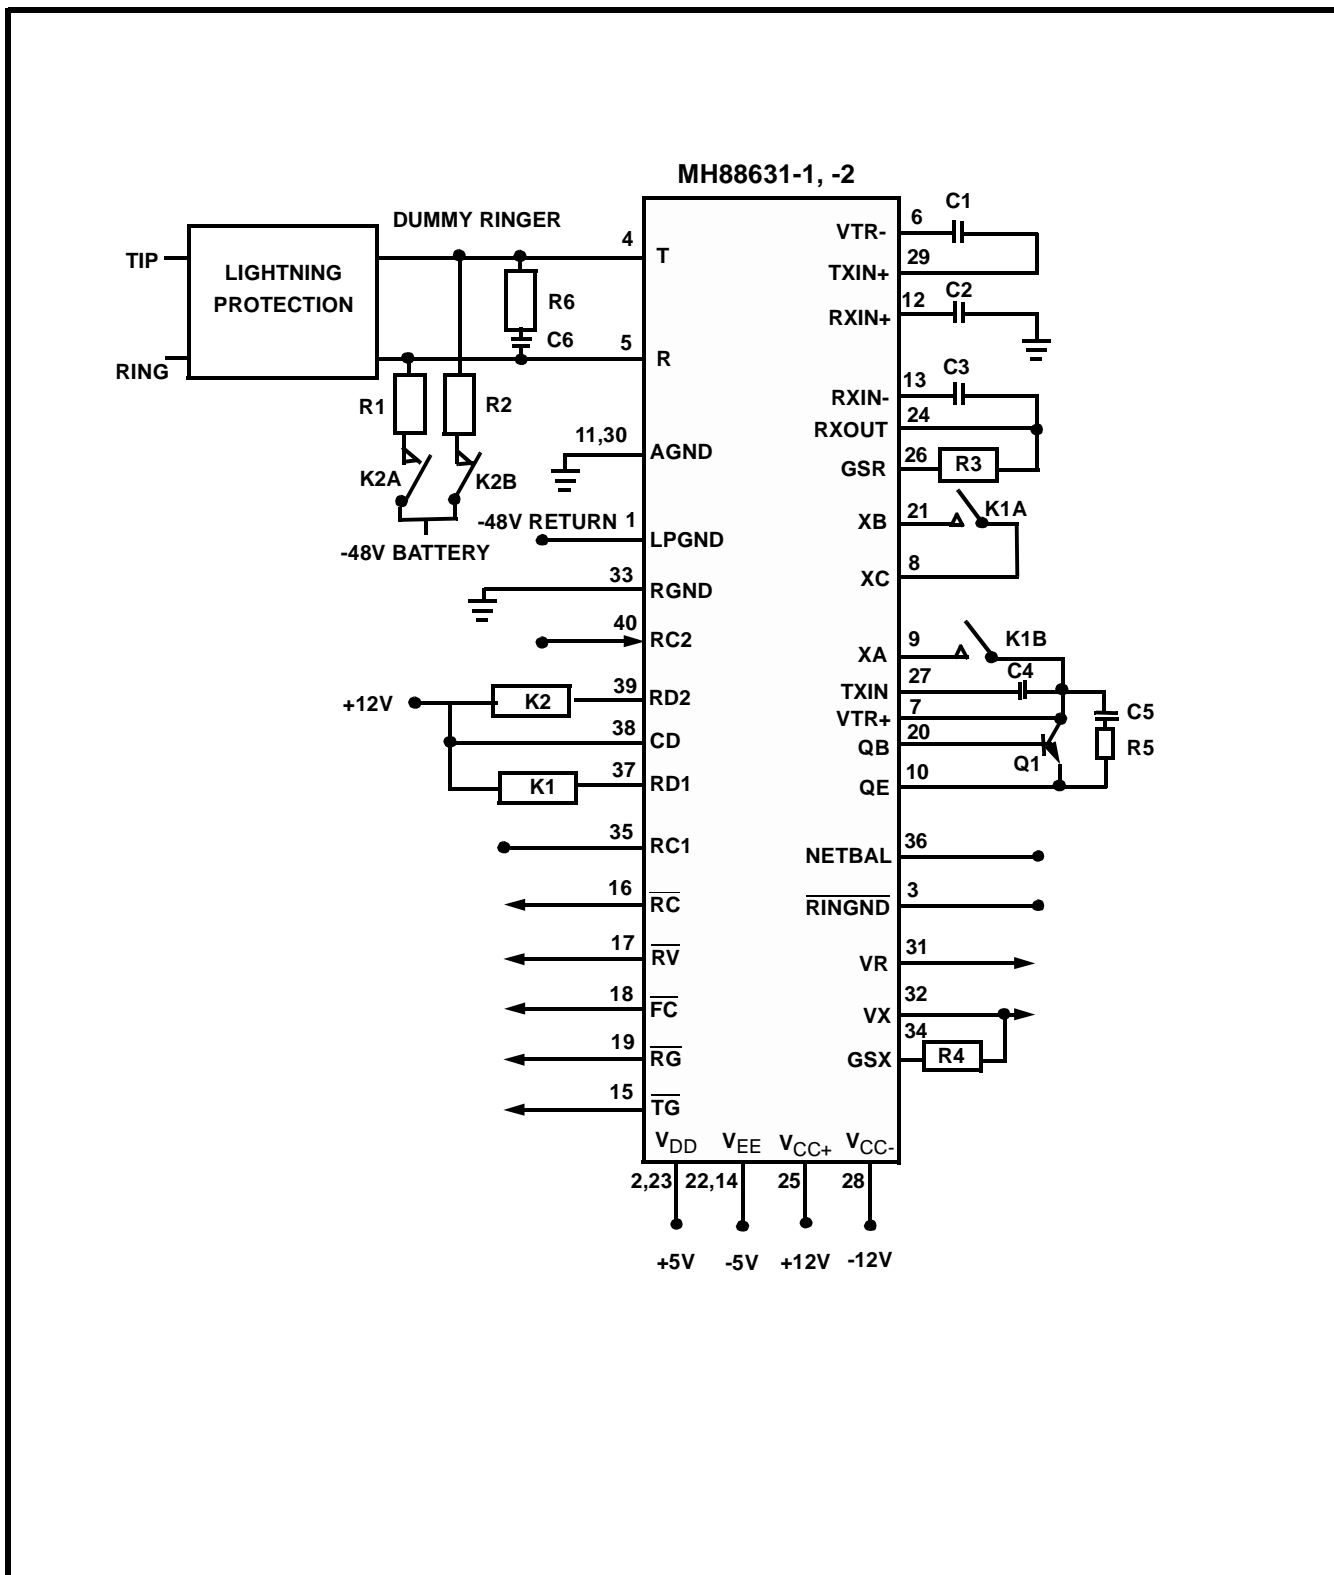 MH88631-1, -2
DUMMY RINGER
TIP
RING
LIGHTNING
PROTECTION
R6
C6
R1
R2
K2A
K2B
-48V BATTERY
4
T
5
R
11,30
AGND
-48V RETURN
1
LPGND
33
RGND
40
RC2
+12V
K2
39
RD2
38
CD
K1
37
RD1
35
RC1
16
RC
17
RV
18
FC
19
RG
15
TG
VTR-
6
C1
TXIN+
29
RXIN+
12
C2
RXIN-
13
C3
RXOUT
24
GSR
26
R3
XB
21
K1A
XC
8
XA
9
K1B
TXIN
27
C4
VTR+
7
C5
QB
20
Q1
R5
QE
10
NETBAL
36
RINGND
3
VR
31
VX
32
GSX
34
R4
VDD
VEE
VCC+
VCC-
2,23
22,14
25
28
+5V
-5V
+12V
-12V